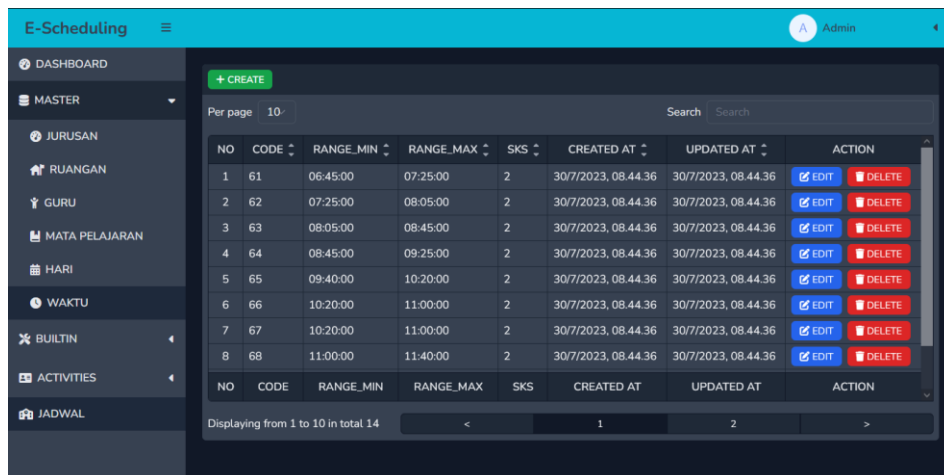 E-Scheduling
A Admin
DASHBOARD
MASTER
JURUSAN
RUANGAN
GURU
MATA PELAJARAN
HARI
WAKTU
BUILTIN
ACTIVITIES
JADWAL
+ CREATE
Per page 10 Search Search
NO CODE RANGE_MIN RANGE_MAX SKS CREATED AT UPDATED AT ACTION
1 61 06:45:00 07:25:00 2 30/7/2023, 08.44.36 30/7/2023, 08.44.36 EDIT DELETE
2 62 07:25:00 08:05:00 2 30/7/2023, 08.44.36 30/7/2023, 08.44.36 EDIT DELETE
3 63 08:05:00 08:45:00 2 30/7/2023, 08.44.36 30/7/2023, 08.44.36 EDIT DELETE
4 64 08:45:00 09:25:00 2 30/7/2023, 08.44.36 30/7/2023, 08.44.36 EDIT DELETE
5 65 09:40:00 10:20:00 2 30/7/2023, 08.44.36 30/7/2023, 08.44.36 EDIT DELETE
6 66 10:20:00 11:00:00 2 30/7/2023, 08.44.36 30/7/2023, 08.44.36 EDIT DELETE
7 67 10:20:00 11:00:00 2 30/7/2023, 08.44.36 30/7/2023, 08.44.36 EDIT DELETE
8 68 11:00:00 11:40:00 2 30/7/2023, 08.44.36 30/7/2023, 08.44.36 EDIT DELETE
NO CODE RANGE_MIN RANGE_MAX SKS CREATED AT UPDATED AT ACTION
Displaying from 1 to 10 in total 14 < 1 2 >